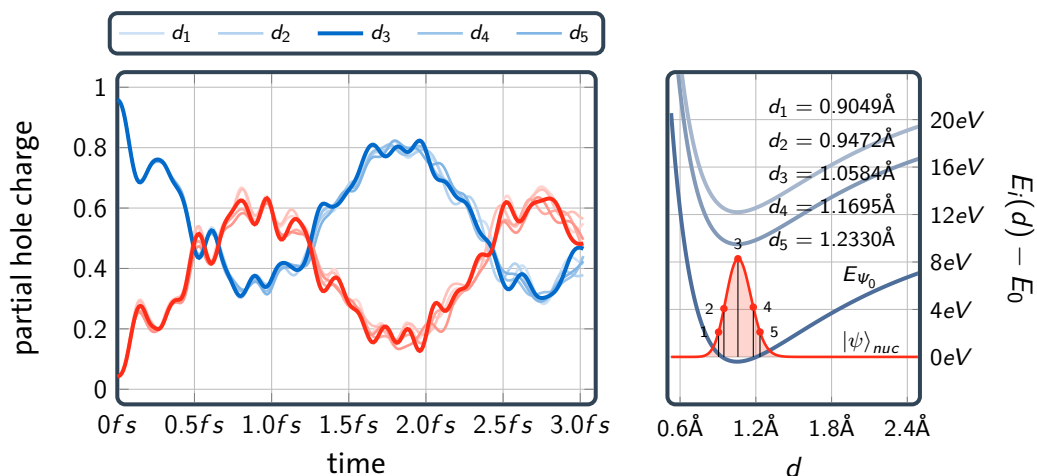 d₁ d₂ d₃ d₄ d₅
partial hole charge
1
0.8
0.6
0.4
0.2
0
0fs 0.5fs 1.0fs 1.5fs 2.0fs 2.5fs 3.0fs
time
d₁ = 0.9049Å
d₂ = 0.9472Å
d₃ = 1.0584Å
d₄ = 1.1695Å
d₅ = 1.2330Å
3
2
4
1
5
E_Ψ₀
|ψ⟩nuc
20eV
16eV
12eV
8eV
4eV
0eV
E_i(d) − E₀
0.6Å 1.2Å 1.8Å 2.4Å
d